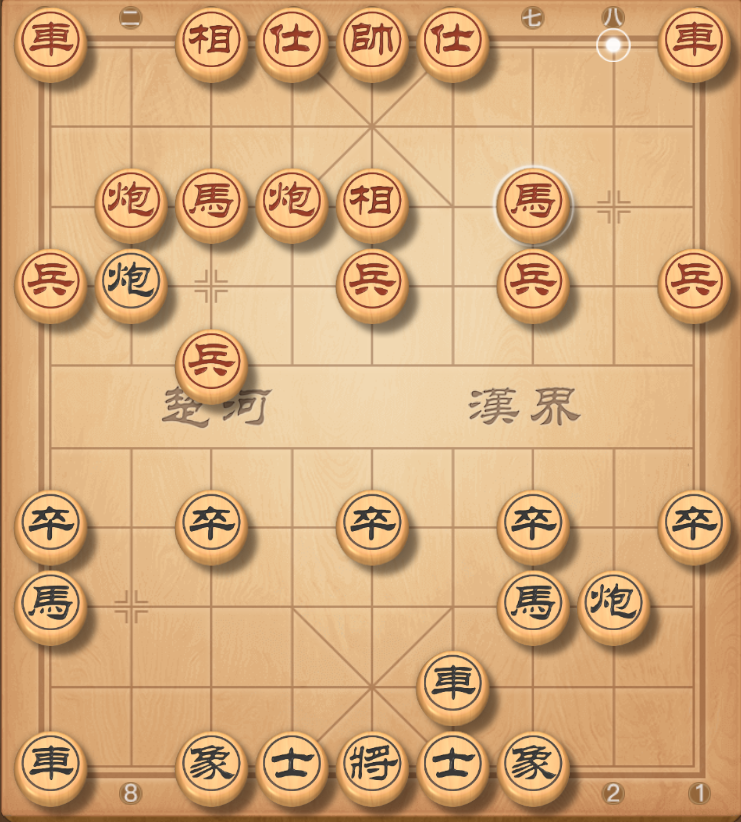 二 七 八
車 相 仕 帥 仕 車
炮 馬 炮 相 馬
兵 炮 兵 兵 兵
兵
楚河 漢界
卒 卒 卒 卒 卒
馬 馬 炮
車
車 象 士 將 士 象
8 2 1